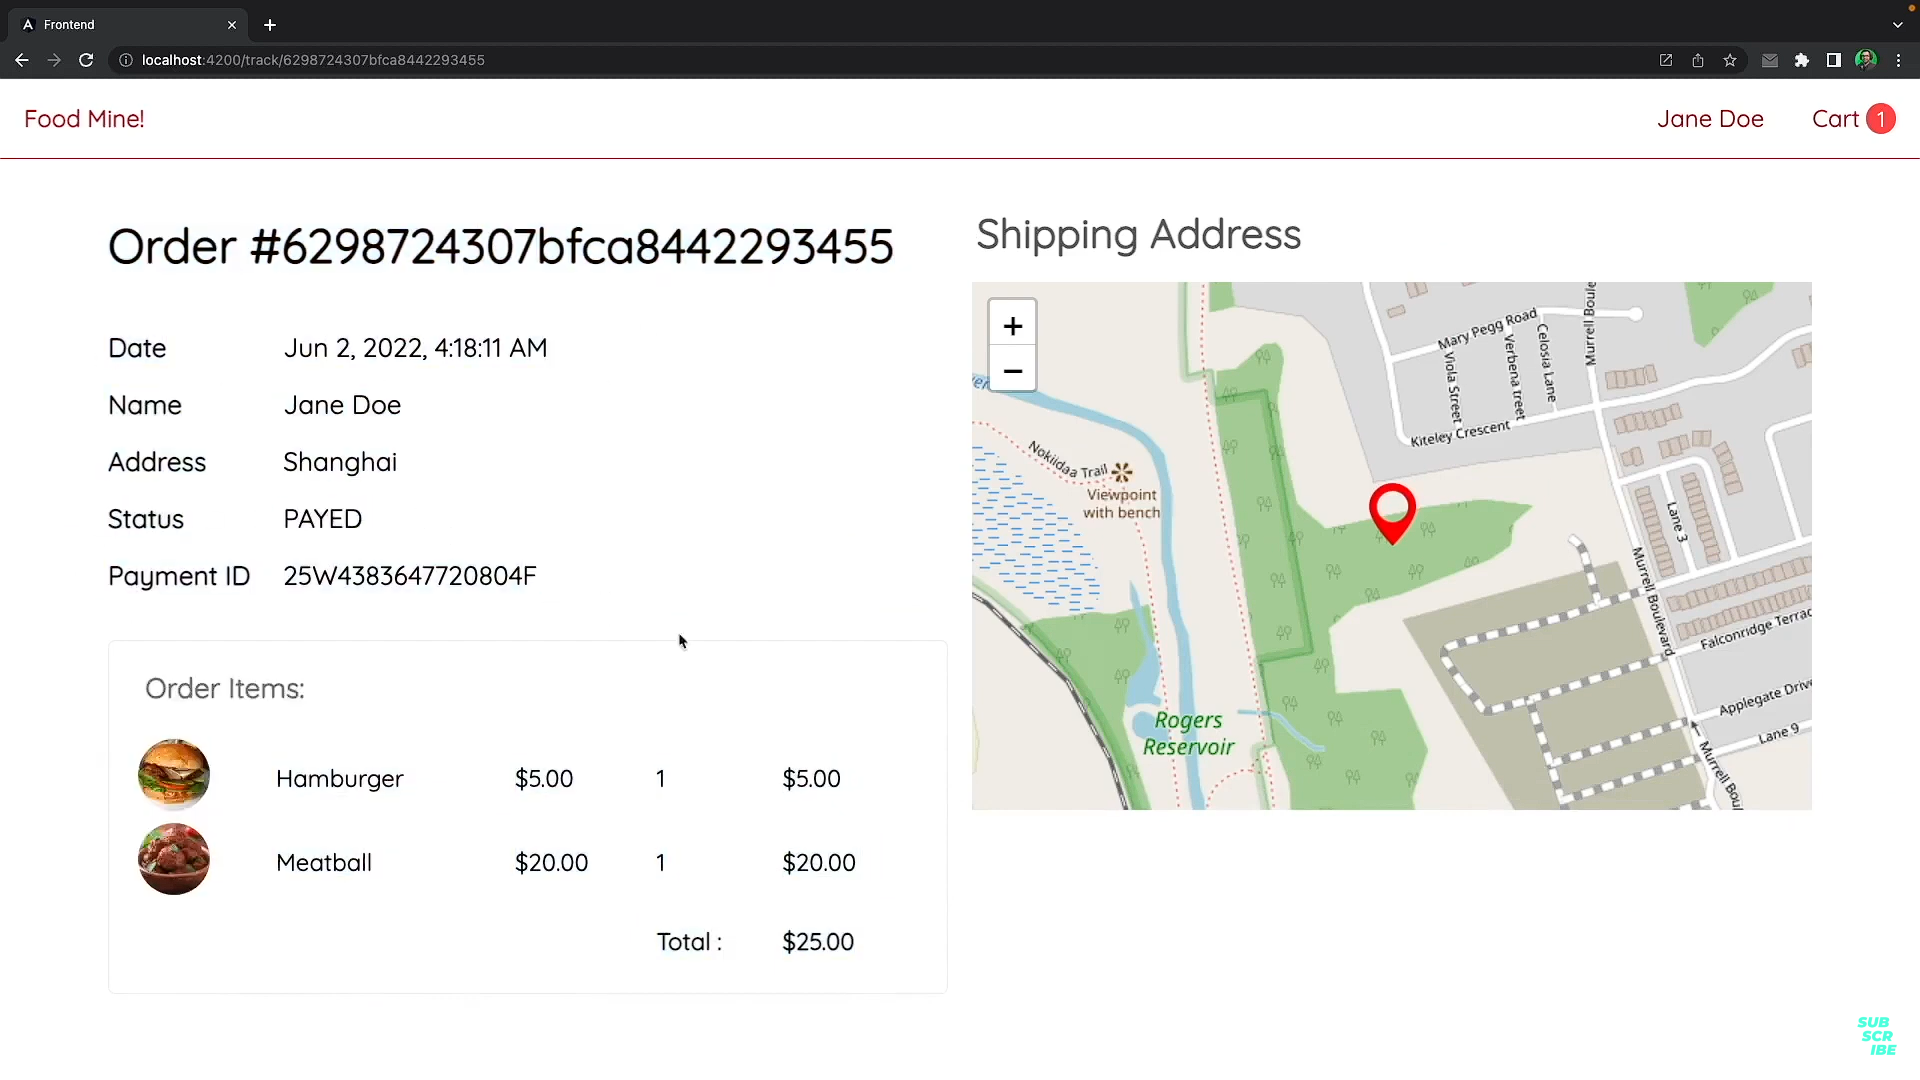 Frontend
localhost:4200/track/6298724307bfca8442293455
Food Mine!
Jane Doe
Cart 1
Order #6298724307bfca8442293455
Date Jun 2, 2022, 4:18:11 AM
Name Jane Doe
Address Shanghai
Status PAYED
Payment ID 25W4383647720804F
Order Items:
Hamburger $5.00 1 $5.00
Meatball $20.00 1 $20.00
Total : $25.00
Shipping Address
+
−
Mary Pegg Road
Viola Street
Verbena treet
Celosia Lane
Murrell Boule
Kiteley Crescent
Nokiidaa Trail
Viewpoint
with bench
Lane 3
Murrell Boulevard
Falconridge Terrac
Applegate Drive
Lane 9
Murrell Bou
Rogers
Reservoir
SUB
SCR
IBE